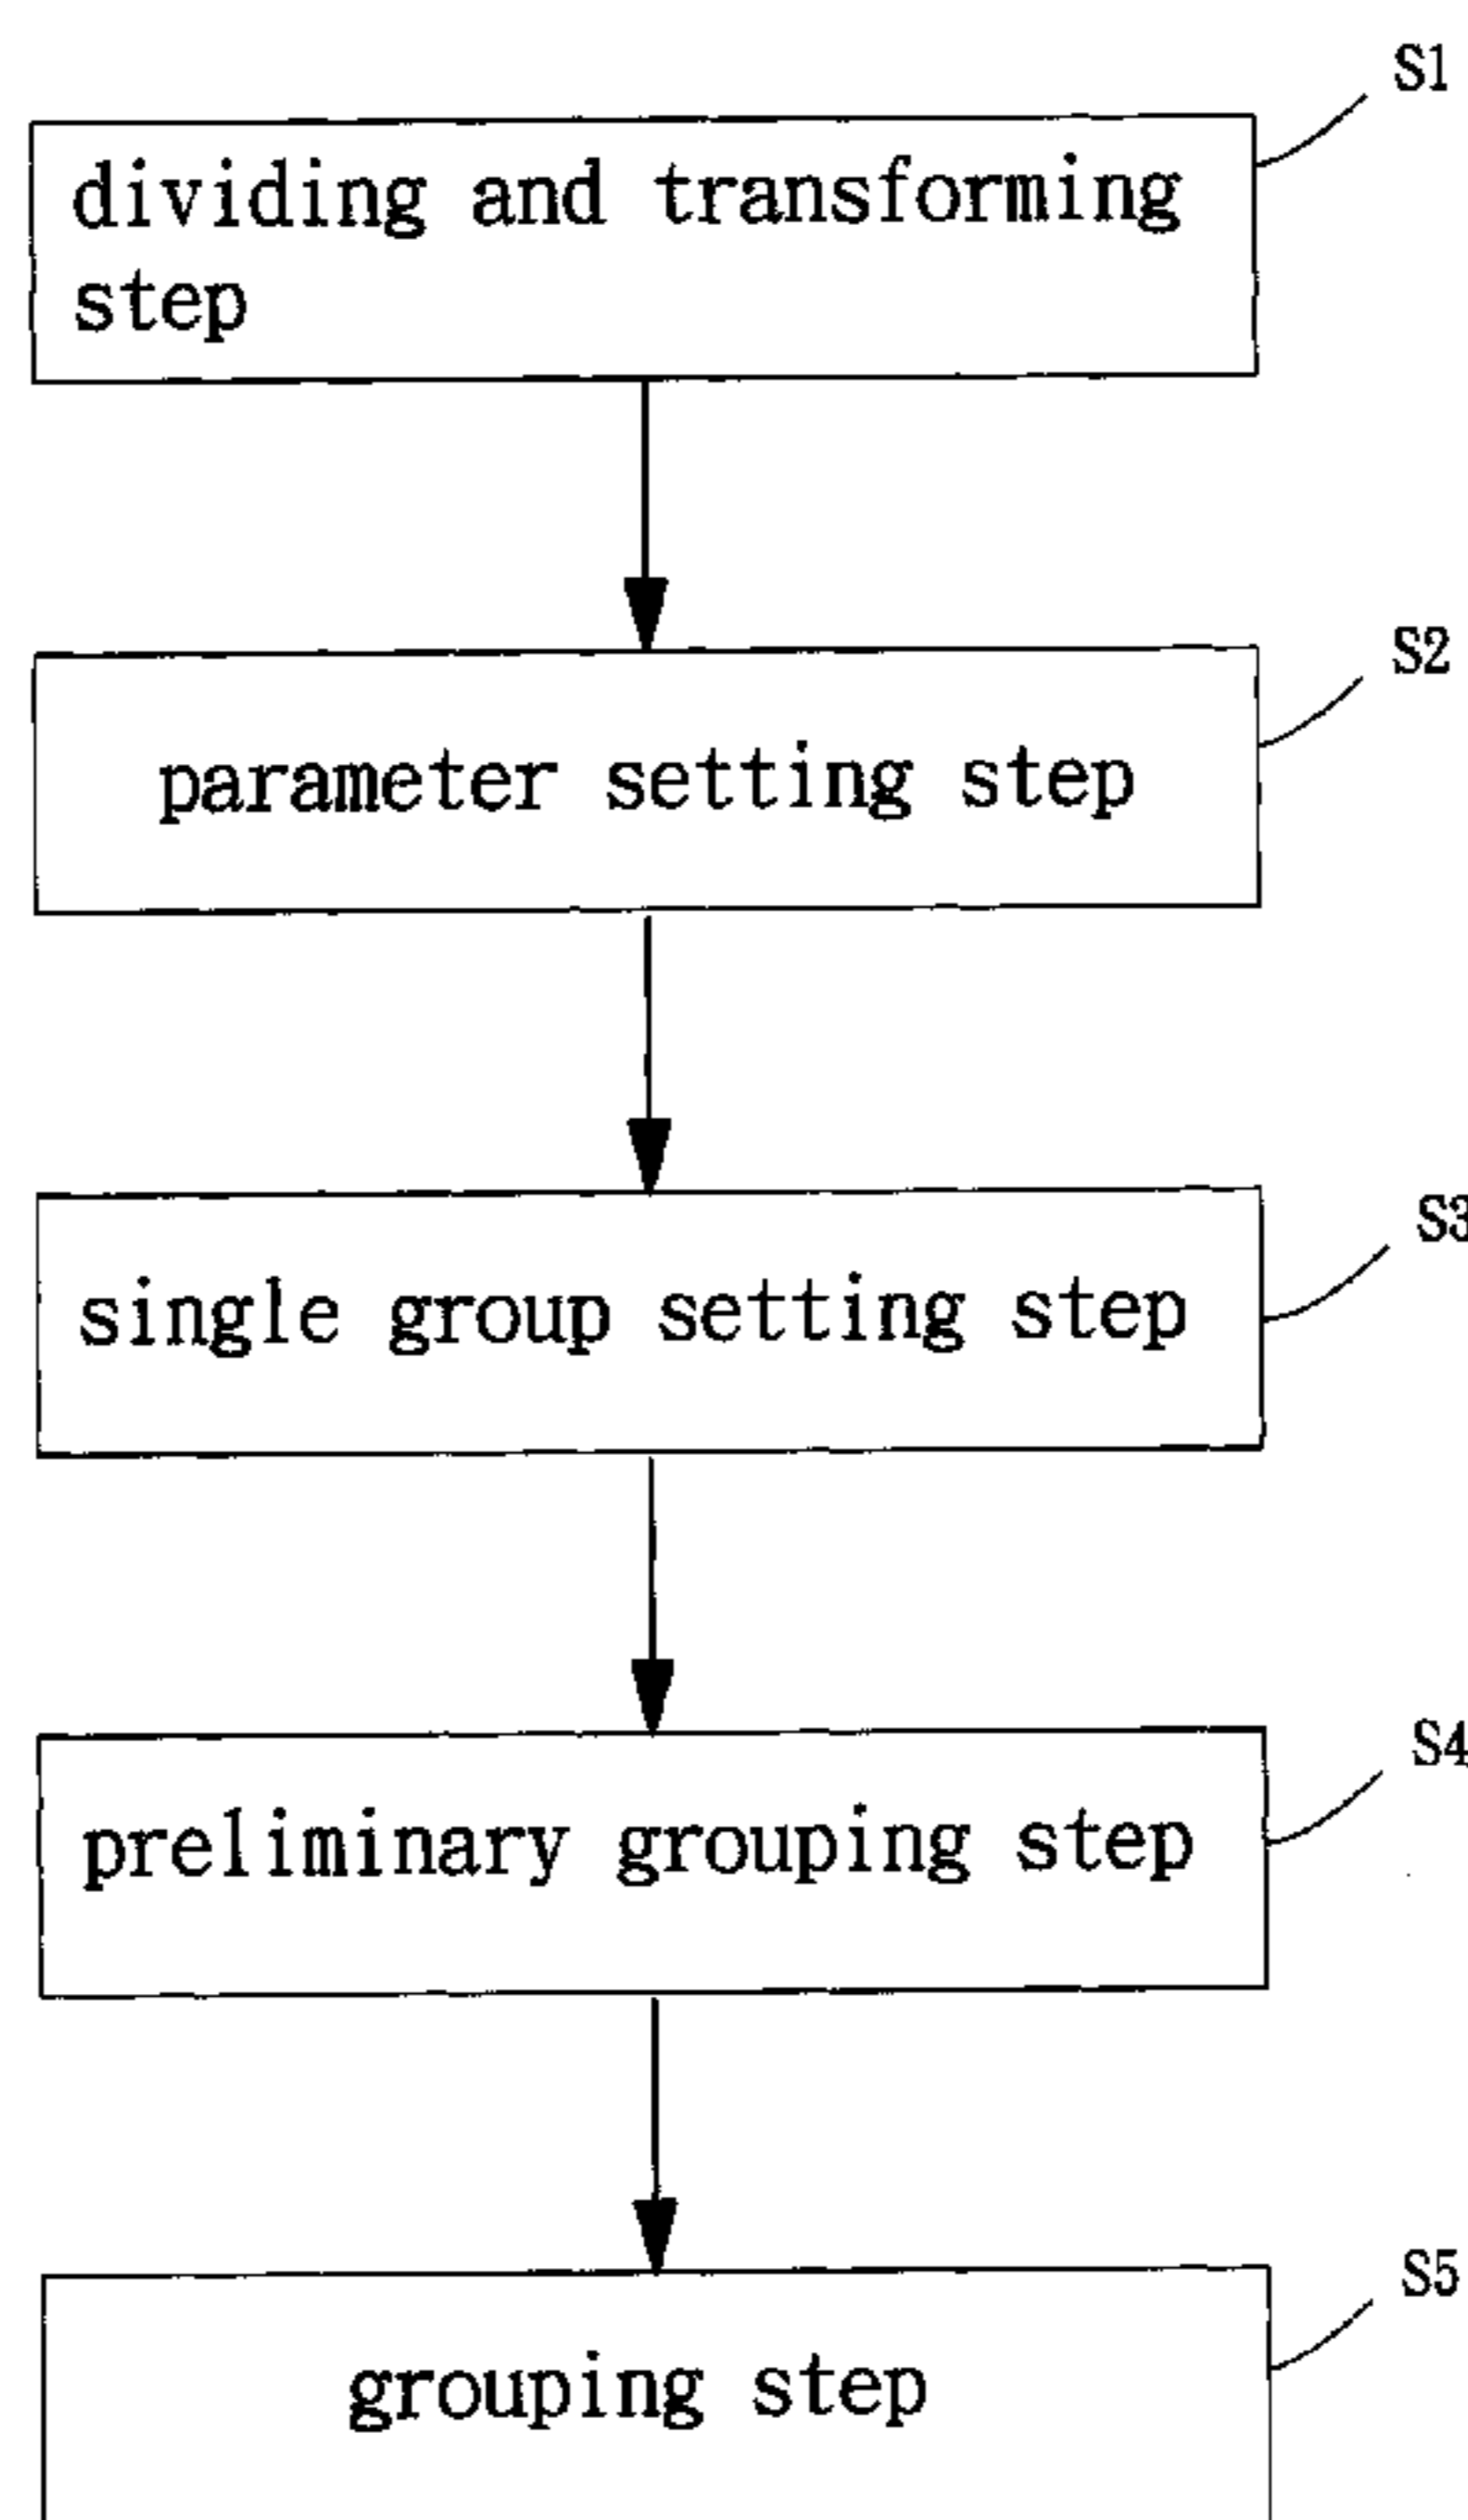 S1
dividing and transforming
step
S2
parameter setting step
S3
single group setting step
S4
preliminary grouping step
S5
grouping step